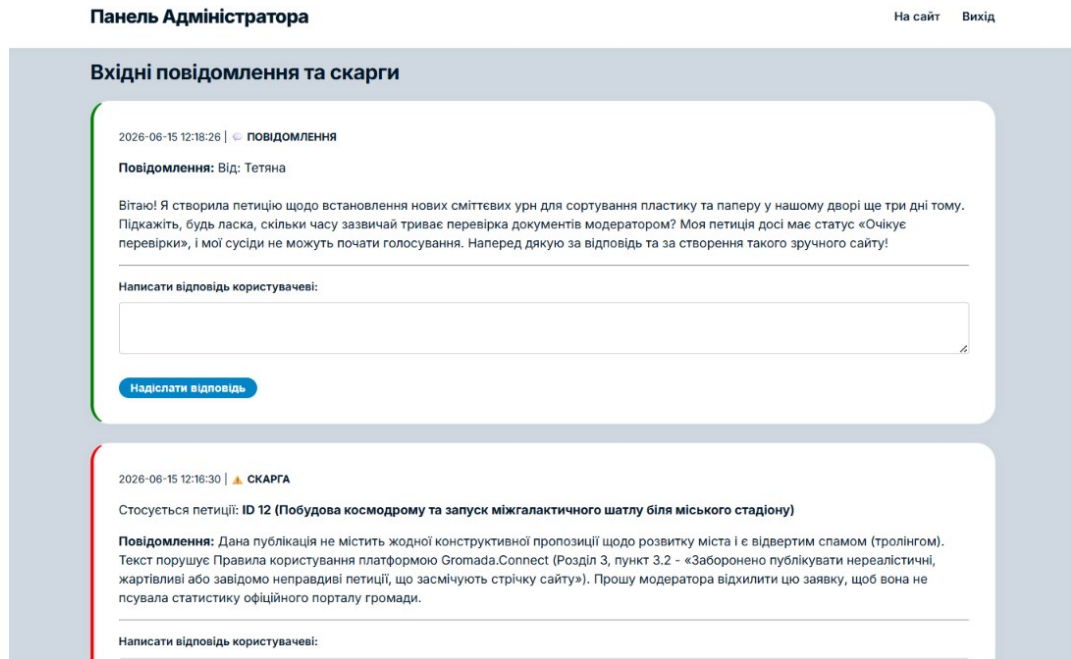 Панель Адміністратора
На сайт Вихід
Вхідні повідомлення та скарги
2026-06-15 12:18:26 | 💬 ПОВІДОМЛЕННЯ
Повідомлення: Від: Тетяна
Вітаю! Я створила петицію щодо встановлення нових сміттєвих урн для сортування пластику та паперу у нашому дворі ще три дні тому.
Підкажіть, будь ласка, скільки часу зазвичай триває перевірка документів модератором? Моя петиція досі має статус «Очікує
перевірки», і мої сусіди не можуть почати голосування. Наперед дякую за відповідь та за створення такого зручного сайту!
Написати відповідь користувачеві:
Надіслати відповідь
2026-06-15 12:16:30 | ⚠️ СКАРГА
Стосується петиції: ID 12 (Побудова космодрому та запуск міжгалактичного шатлу біля міського стадіону)
Повідомлення: Дана публікація не містить жодної конструктивної пропозиції щодо розвитку міста і є відвертим спамом (тролінгом).
Текст порушує Правила користування платформою Gromada.Connect (Розділ 3, пункт 3.2 - «Заборонено публікувати нереалістичні,
жартівливі або завідомо неправдиві петиції, що засмічують стрічку сайту»). Прошу модератора відхилити цю заявку, щоб вона не
псувала статистику офіційного порталу громади.
Написати відповідь користувачеві: